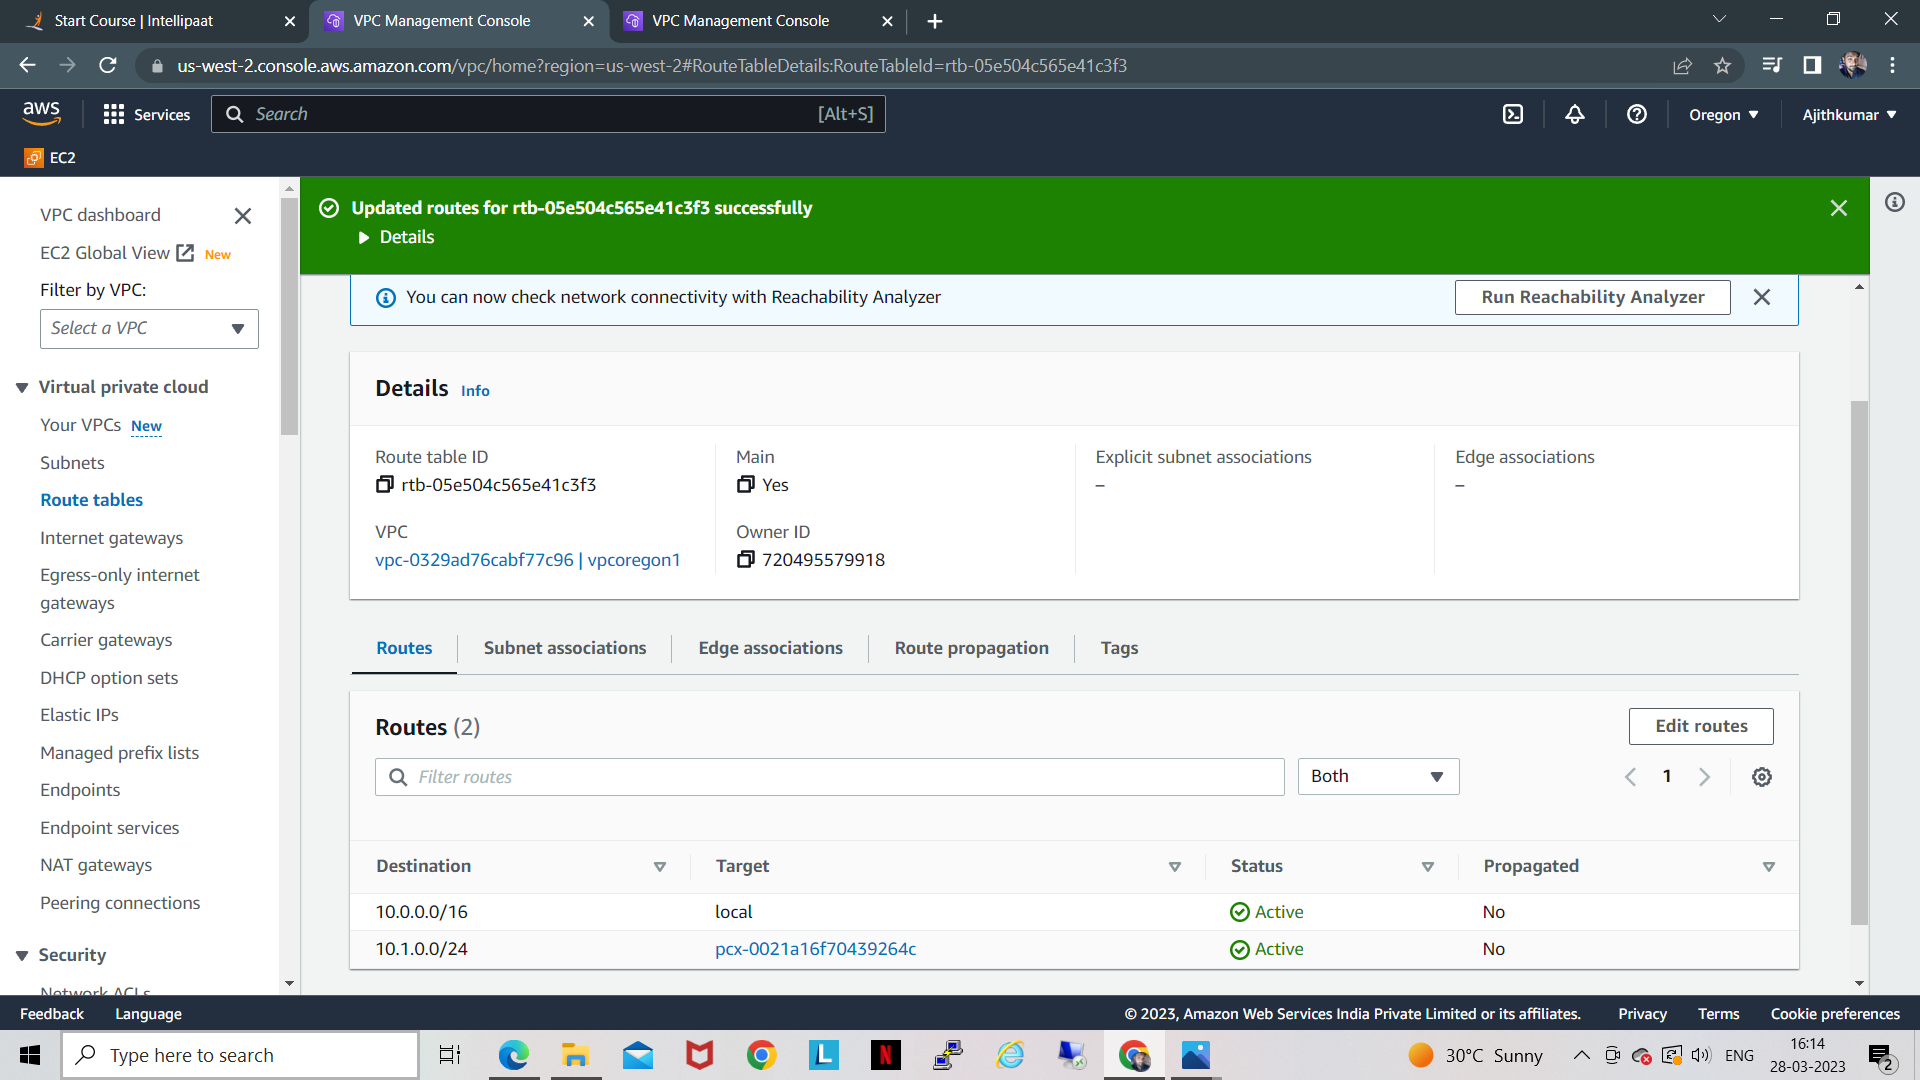 Start Course | Intellipaat
VPC Management Console
VPC Management Console
us-west-2.console.aws.amazon.com/vpc/home?region=us-west-2#RouteTableDetails:RouteTableId=rtb-05e504c565e41c3f3
aws
Services
Search
[Alt+S]
Oregon
Ajithkumar
EC2
VPC dashboard
EC2 Global View New
Filter by VPC:
Select a VPC
Virtual private cloud
Your VPCs New
Subnets
Route tables
Internet gateways
Egress-only internet
gateways
Carrier gateways
DHCP option sets
Elastic IPs
Managed prefix lists
Endpoints
Endpoint services
NAT gateways
Peering connections
Security
Network ACLs
Updated routes for rtb-05e504c565e41c3f3 successfully
Details
You can now check network connectivity with Reachability Analyzer
Run Reachability Analyzer
Details Info
Route table ID
rtb-05e504c565e41c3f3
Main
Yes
Explicit subnet associations
–
Edge associations
–
VPC
vpc-0329ad76cabf77c96 | vpcoregon1
Owner ID
720495579918
Routes
Subnet associations
Edge associations
Route propagation
Tags
Routes (2)
Edit routes
Filter routes
Both
1
Destination Target Status Propagated
10.0.0.0/16 local Active No
10.1.0.0/24 pcx-0021a16f70439264c Active No
Feedback Language
© 2023, Amazon Web Services India Private Limited or its affiliates.
Privacy Terms Cookie preferences
Type here to search
L
N
30°C Sunny
ENG
16:14
28-03-2023
2